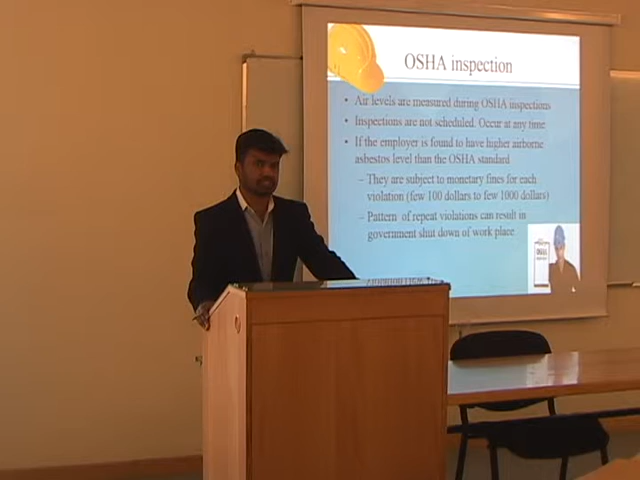 OSHA inspection
• Air levels are measured during OSHA inspections
• Inspections are not scheduled. Occur at any time
• If the employer is found to have higher airborne
asbestos level than the OSHA standard
– They are subject to monetary fines for each
violation (few 100 dollars to few 1000 dollars)
– Pattern of repeat violations can result in
government shut down of work place
OSHA